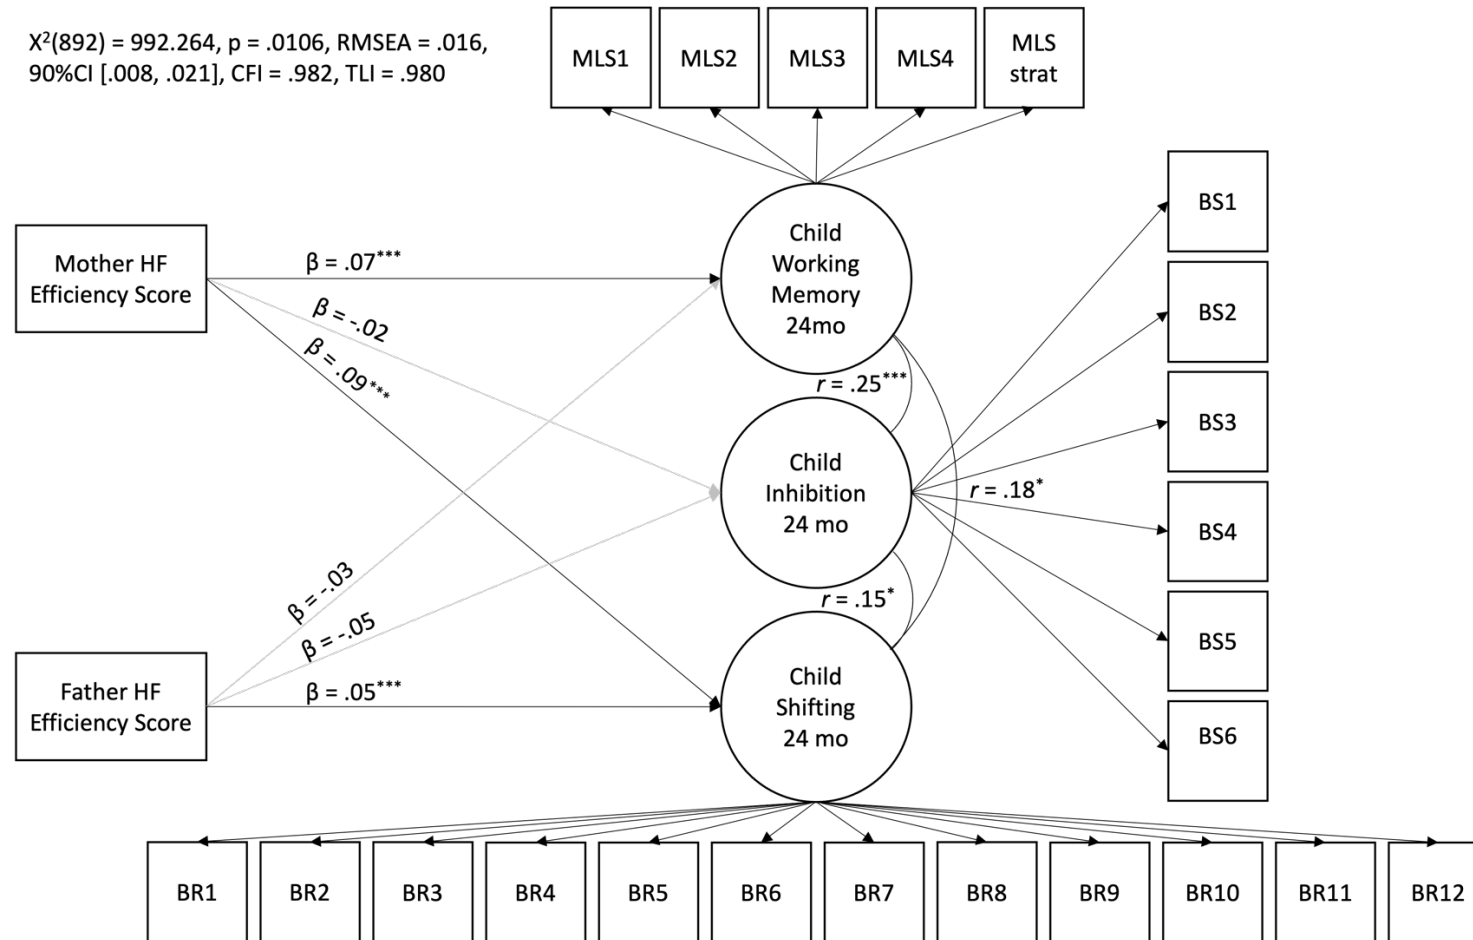 X²(892) = 992.264, p = .0106, RMSEA = .016,
90%CI [.008, .021], CFI = .982, TLI = .980
MLS1
MLS2
MLS3
MLS4
MLS
strat
Mother HF
Efficiency Score
β = .07***
β = -.02
β = .09***
Child
Working
Memory
24mo
r = .25***
Child
Inhibition
24 mo
r = .18*
r = .15*
BS1
BS2
BS3
BS4
BS5
BS6
Father HF
Efficiency Score
β = -.03
β = -.05
β = .05***
Child
Shifting
24 mo
BR1
BR2
BR3
BR4
BR5
BR6
BR7
BR8
BR9
BR10
BR11
BR12